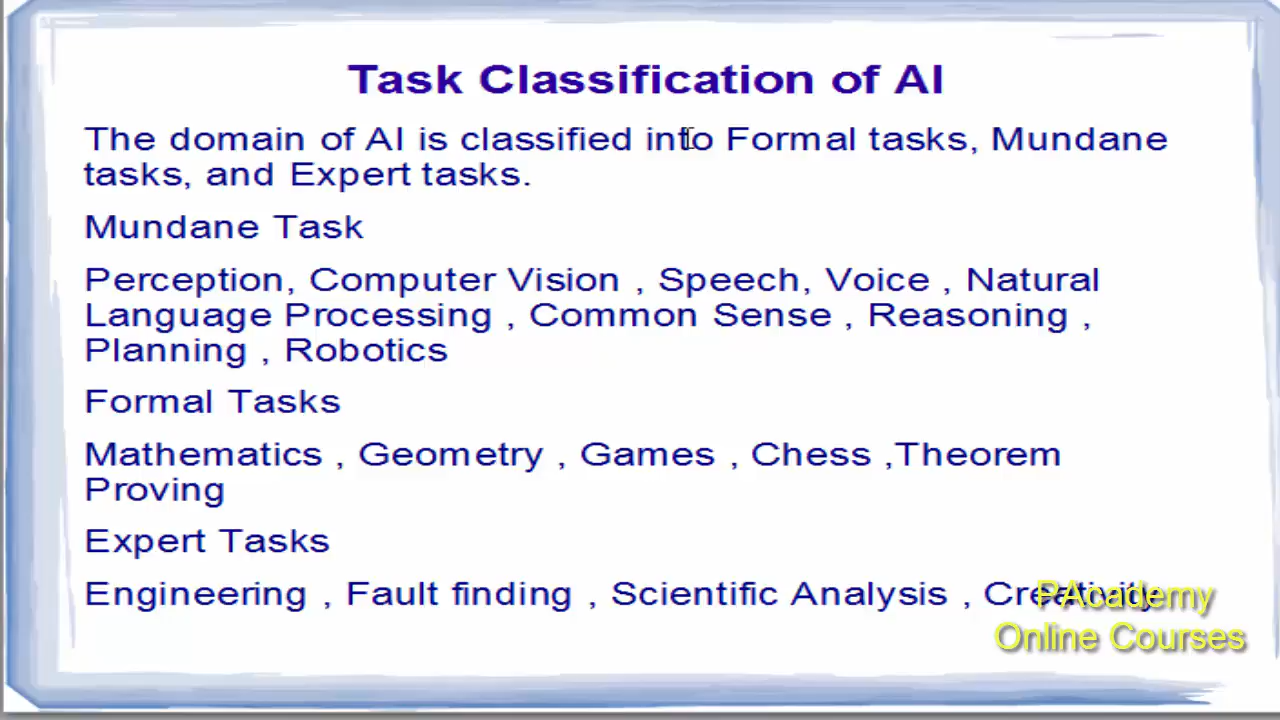 Task Classification of AI
The domain of AI is classified into Formal tasks, Mundane
tasks, and Expert tasks.
Mundane Task
Perception, Computer Vision , Speech, Voice , Natural
Language Processing , Common Sense , Reasoning ,
Planning , Robotics
Formal Tasks
Mathematics , Geometry , Games , Chess ,Theorem
Proving
Expert Tasks
Engineering , Fault finding , Scientific Analysis , Creativity
PAcademy
Online Courses